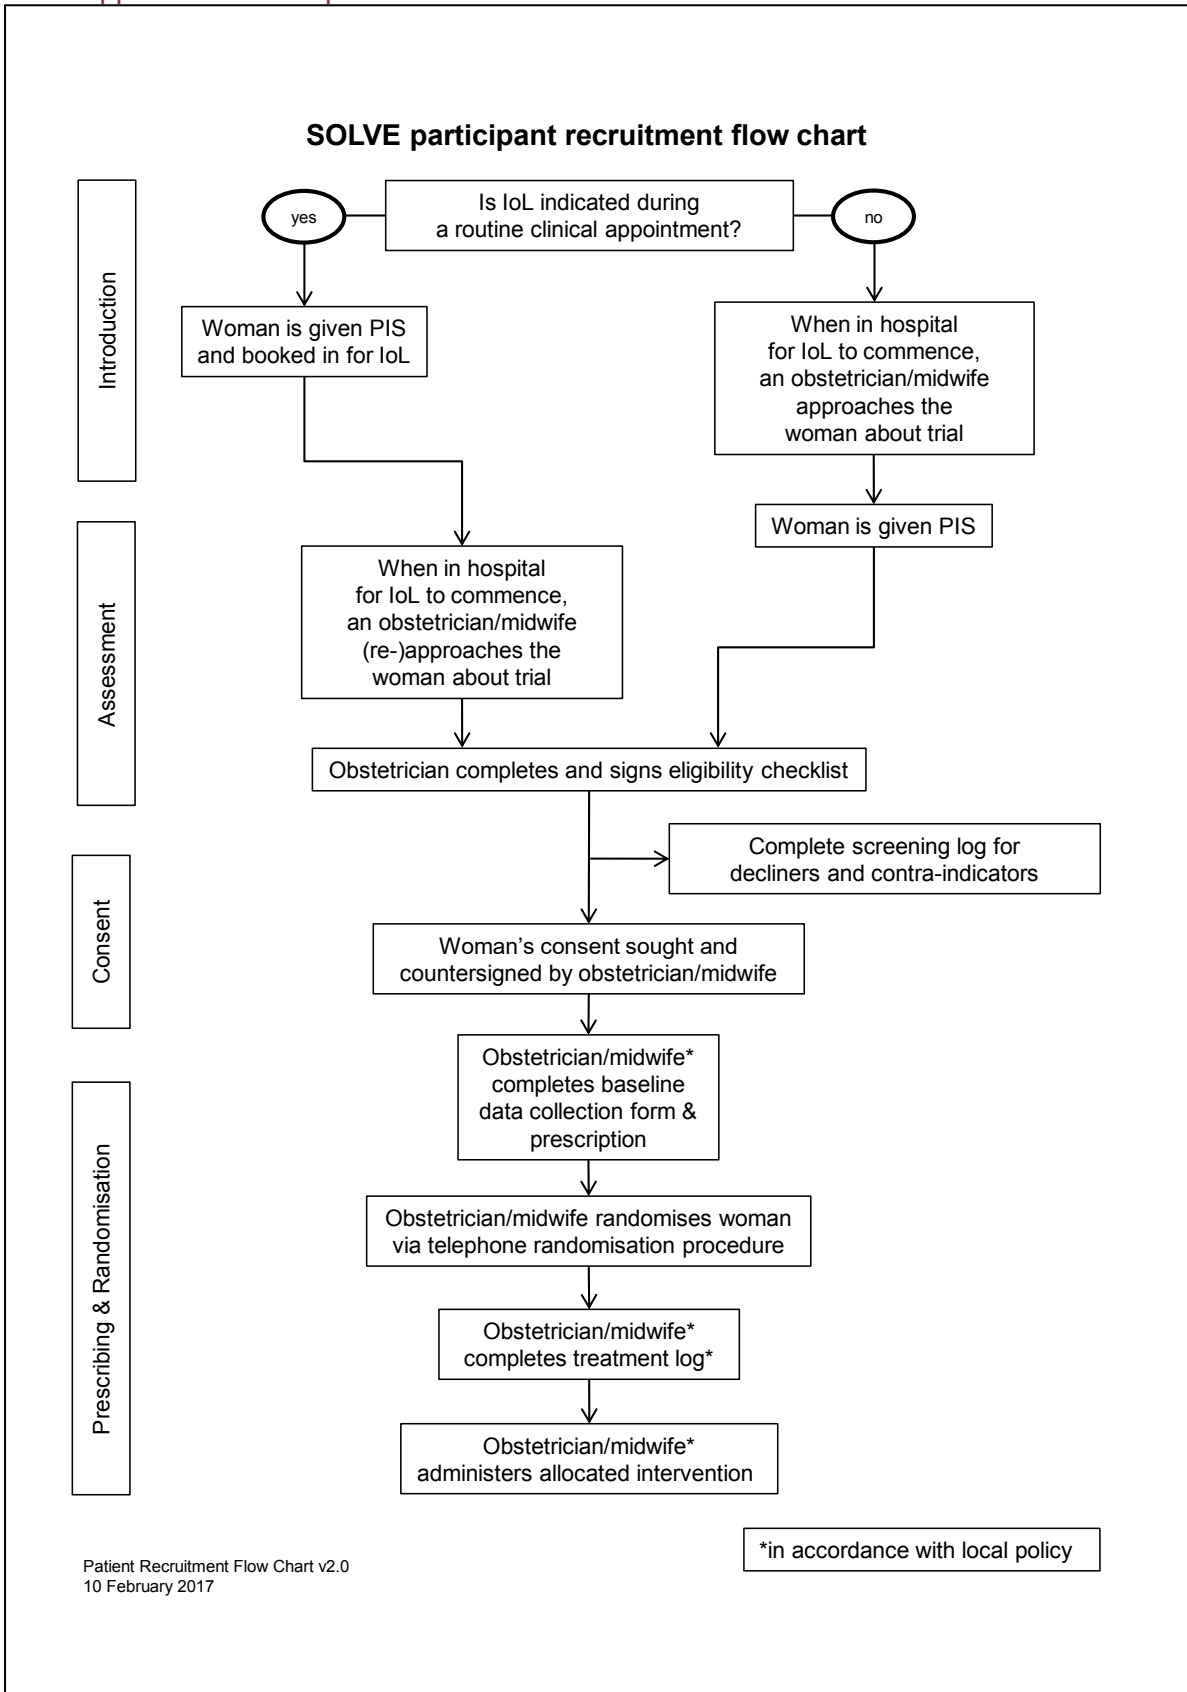 SOLVE participant recruitment flow chart
Introduction
yes
Is IoL indicated during
a routine clinical appointment?
no
Woman is given PIS
and booked in for IoL
When in hospital
for IoL to commence,
an obstetrician/midwife
approaches the
woman about trial
Woman is given PIS
Assessment
When in hospital
for IoL to commence,
an obstetrician/midwife
(re-)approaches the
woman about trial
Obstetrician completes and signs eligibility checklist
Complete screening log for
decliners and contra-indicators
Consent
Woman’s consent sought and
countersigned by obstetrician/midwife
Obstetrician/midwife*
completes baseline
data collection form &
prescription
Prescribing & Randomisation
Obstetrician/midwife randomises woman
via telephone randomisation procedure
Obstetrician/midwife*
completes treatment log*
Obstetrician/midwife*
administers allocated intervention
*in accordance with local policy
Patient Recruitment Flow Chart v2.0
10 February 2017